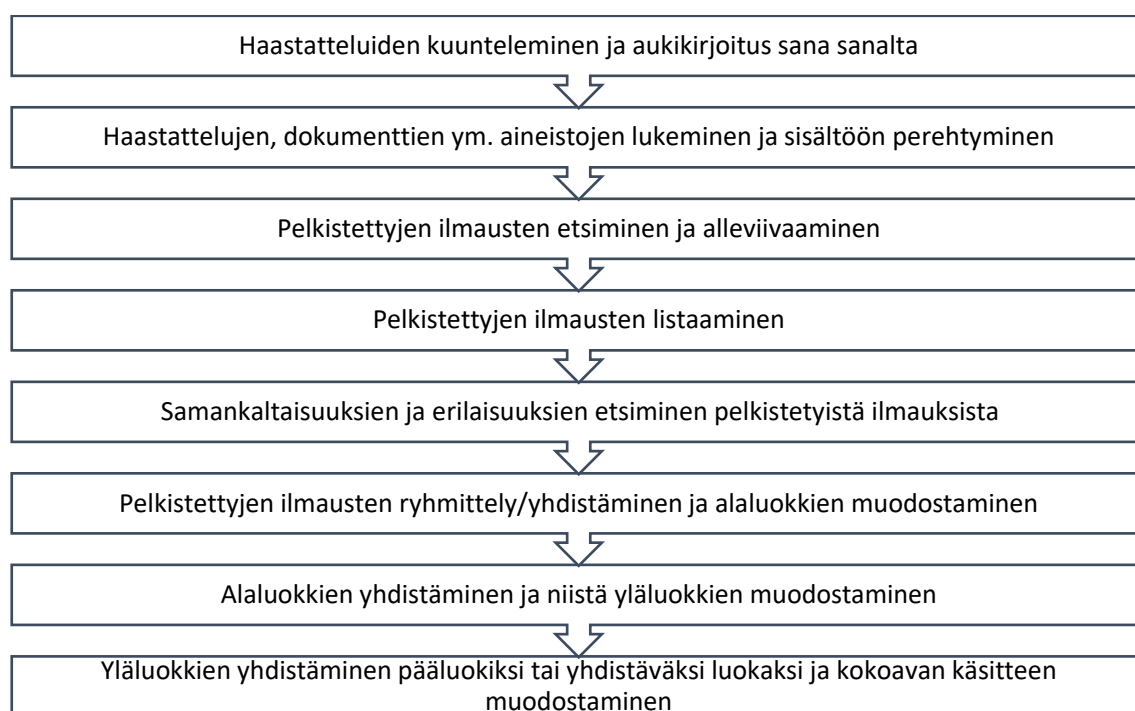 Haastatteluiden kuunteleminen ja aukikirjoitus sana sanalta
Haastattelujen, dokumenttien ym. aineistojen lukeminen ja sisältöön perehtyminen
Pelkistettyjen ilmausten etsiminen ja alleviivaaminen
Pelkistettyjen ilmausten listaaminen
Samankaltaisuuksien ja erilaisuuksien etsiminen pelkistetyistä ilmauksista
Pelkistettyjen ilmausten ryhmittely/yhdistäminen ja alaluokkien muodostaminen
Alaluokkien yhdistäminen ja niistä yläluokkien muodostaminen
Yläluokkien yhdistäminen pääluokiksi tai yhdistäväksi luokaksi ja kokoavan käsitteen
muodostaminen